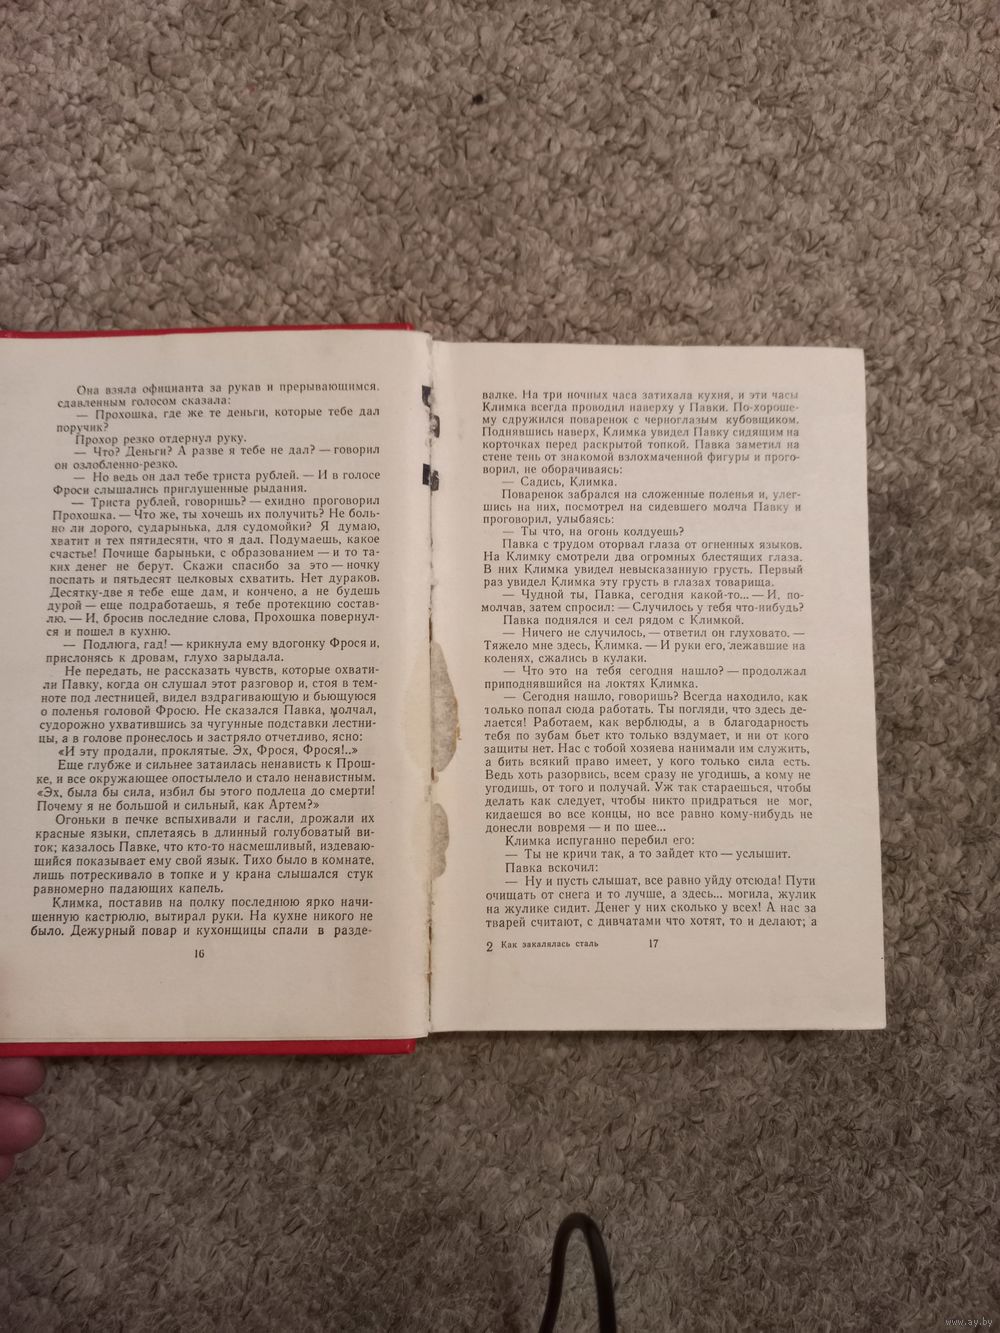 Она взяла официанта за рукав и прерывающимся,
сдавленным голосом сказала:
— Прохошка, где же те деньги, которые тебе дал
поручик?
Прохор резко отдернул руку.
— Что? Деньги? А разве я тебе не дал? — говорил
он озлобленно-резко.
— Но ведь он дал тебе триста рублей. — И в голосе
Фроси слышались приглушенные рыдания.
— Триста рублей, говоришь? — ехидно проговорил
Прохошка. — Что же, ты хочешь их получить? Не боль-
но ли дорого, сударынька, для судомойки? Я думаю,
хватит и тех пятидесяти, что я дал. Подумаешь, какое
счастье! Почище барыньки, с образованием — и то та-
ких денег не берут. Скажи спасибо за это — ночку
поспать и пятьдесят целковых схватить. Нет дураков.
Десятку-две я тебе еще дам, и кончено, а не будешь
дурой — еще подработаешь, я тебе протекцию состав-
лю. — И, бросив последние слова, Прохошка повернул-
ся и пошел в кухню.
— Подлюга, гад! — крикнула ему вдогонку Фрося и,
прислонясь к дровам, глухо зарыдала.
Не передать, не рассказать чувств, которые охвати-
ли Павку, когда он слушал этот разговор и, стоя в тем-
ноте под лестницей, видел вздрагивающую и бьющуюся
о поленья головой Фросю. Не сказался Павка, молчал,
судорожно ухватившись за чугунные подставки лестни-
цы, а в голове пронеслось и застряло отчетливо, ясно:
«И эту продали, проклятые. Эх, Фрося, Фрося!..»
Еще глубже и сильнее затаилась ненависть к Прош-
ке, и все окружающее опостылело и стало ненавистным.
«Эх, была бы сила, избил бы этого подлеца до смерти!
Почему я не большой и сильный, как Артем?»
Огоньки в печке вспыхивали и гасли, дрожали их
красные языки, сплетаясь в длинный голубоватый ви-
ток; казалось Павке, что кто-то насмешливый, издеваю-
щийся показывает ему свой язык. Тихо было в комнате,
лишь потрескивало в топке и у крана слышался стук
равномерно падающих капель.
Климка, поставив на полку последнюю ярко начи-
щенную кастрюлю, вытирал руки. На кухне никого не
было. Дежурный повар и кухонщицы спали в разде-
16
валке. На три ночных часа затихала кухня, и эти часы
Климка всегда проводил наверху у Павки. По-хороше-
му сдружился поваренок с черноглазым кубовщиком.
Поднявшись наверх, Климка увидел Павку сидящим на
корточках перед раскрытой топкой. Павка заметил на
стене тень от знакомой взлохмаченной фигуры и прого-
ворил, не оборачиваясь:
— Садись, Климка.
Поваренок забрался на сложенные поленья и, улег-
шись на них, посмотрел на сидевшего молча Павку и
проговорил, улыбаясь:
— Ты что, на огонь колдуешь?
Павка с трудом оторвал глаза от огненных языков.
На Климку смотрели два огромных блестящих глаза.
В них Климка увидел невысказанную грусть. Первый
раз увидел Климка эту грусть в глазах товарища.
— Чудной ты, Павка, сегодня какой-то... — И, по-
молчав, затем спросил: — Случилось у тебя что-нибудь?
Павка поднялся и сел рядом с Климкой.
— Ничего не случилось, — ответил он глуховато. —
Тяжело мне здесь, Климка. — И руки его, лежавшие на
коленях, сжались в кулаки.
— Что это на тебя сегодня нашло? — продолжал
приподнявшийся на локтях Климка.
— Сегодня нашло, говоришь? Всегда находило, как
только попал сюда работать. Ты погляди, что здесь де-
лается! Работаем, как верблюды, а в благодарность
тебя по зубам бьет кто только вздумает, и ни от кого
защиты нет. Нас с тобой хозяева нанимали им служить,
а бить всякий право имеет, у кого только сила есть.
Ведь хоть разорвись, всем сразу не угодишь, а кому не
угодишь, от того и получай. Уж так стараешься, чтобы
делать как следует, чтобы никто придраться не мог,
кидаешься во все концы, но все равно кому-нибудь не
донесли вовремя — и по шее...
Климка испуганно перебил его:
— Ты не кричи так, а то зайдет кто — услышит.
Павка вскочил:
— Ну и пусть слышат, все равно уйду отсюда! Пути
очищать от снега и то лучше, а здесь... могила, жулик
на жулике сидит. Денег у них сколько у всех! А нас за
тварей считают, с дивчатами что хотят, то и делают; а
2 Как закалялась сталь 17
www.ay.by